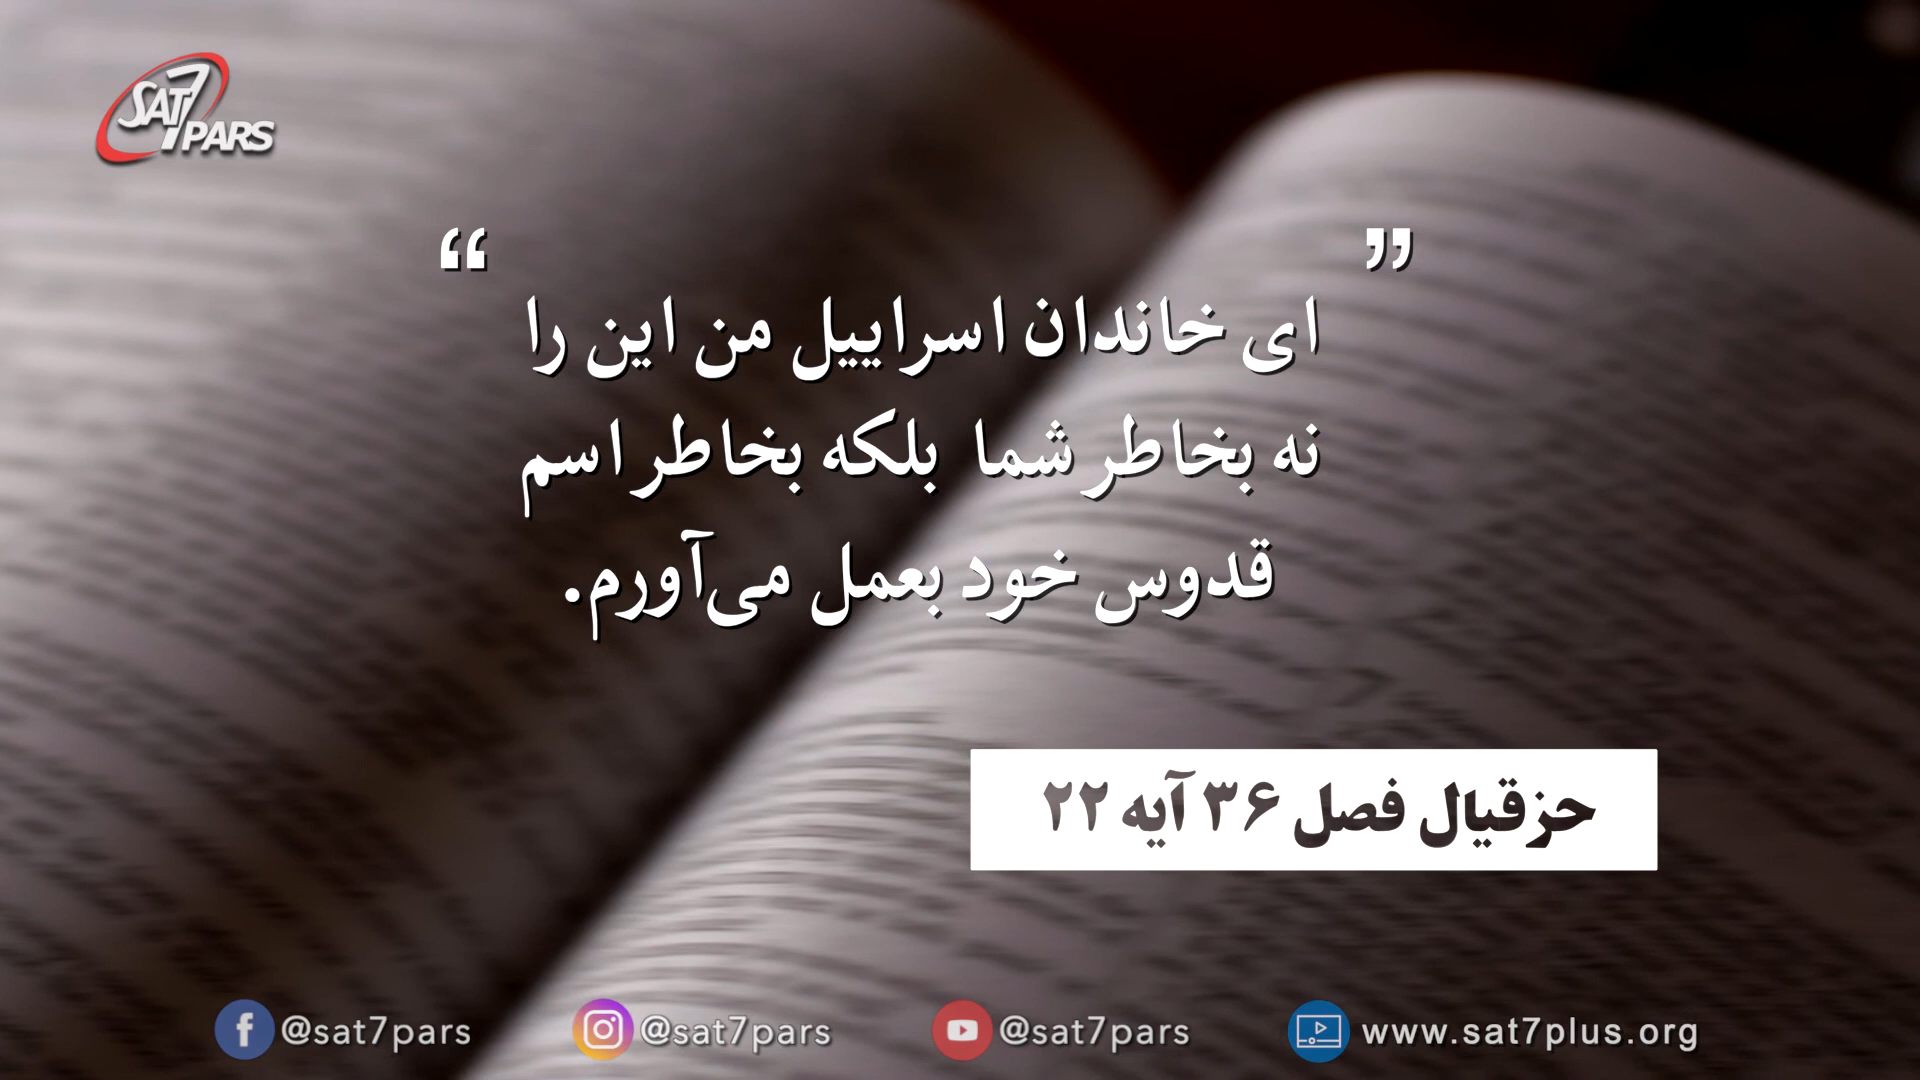 SAT7 PARS
”
“
ای خاندان اسراییل من این را
نه بخاطر شما بلکه بخاطر اسم
قدوس خود بعمل می‌آورم.
حزقیال فصل ۳۶ آیه ۲۲
@sat7pars
@sat7pars
@sat7pars
www.sat7plus.org